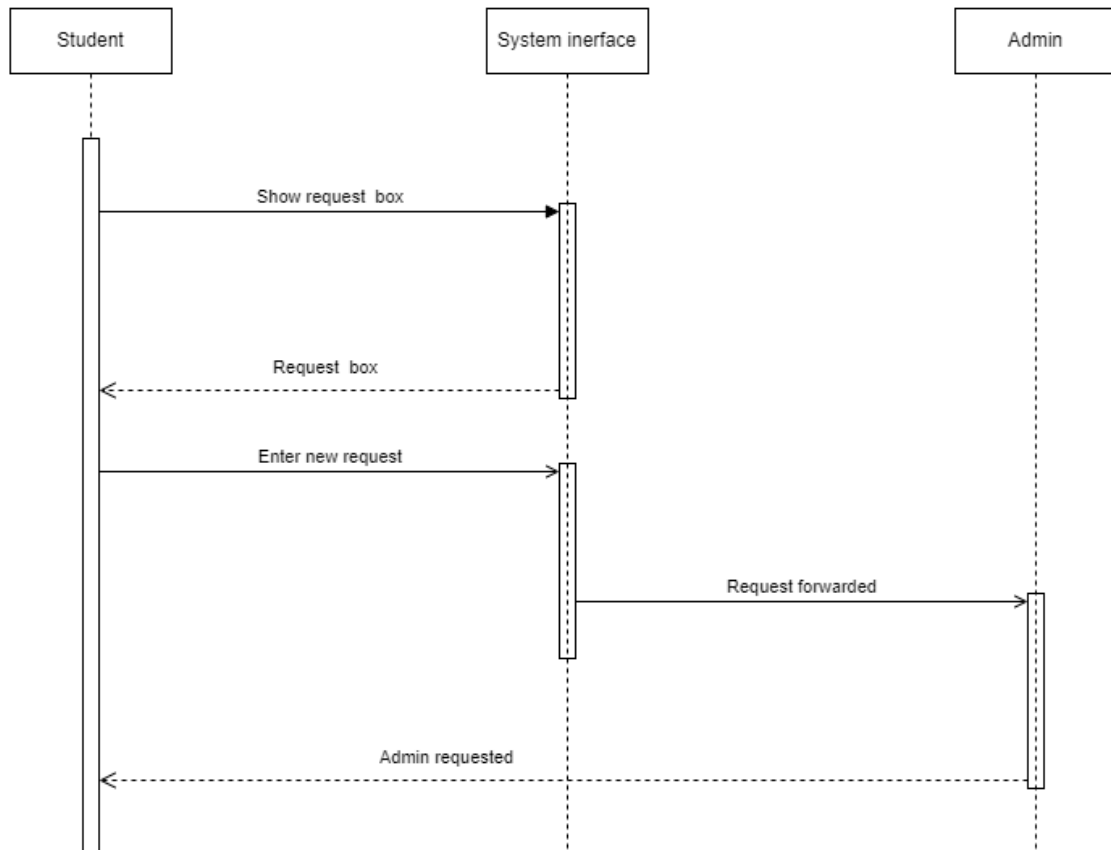 Student
System inerface
Admin
Show request box
Request box
Enter new request
Request forwarded
Admin requested